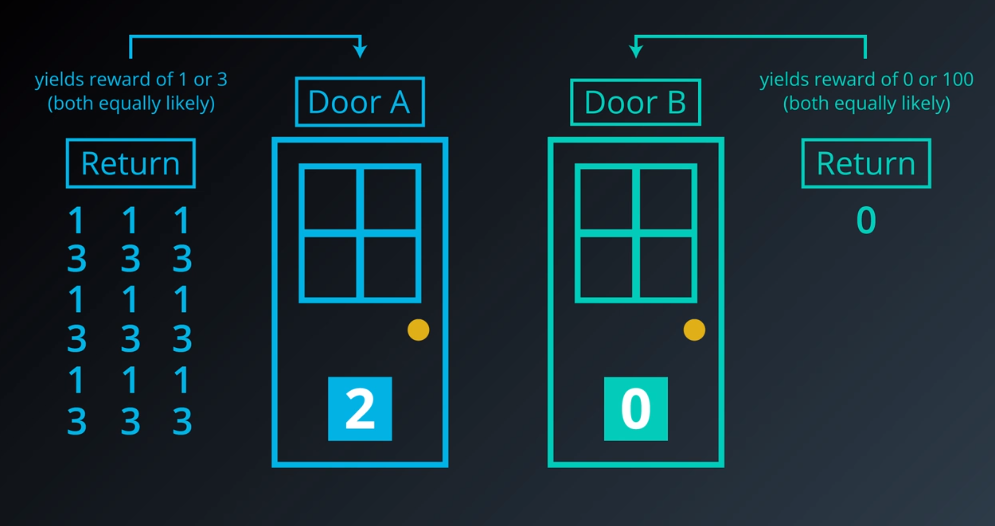 yields reward of 1 or 3
(both equally likely)
Return
1 1 1
3 3 3
1 1 1
3 3 3
1 1 1
3 3 3
Door A
2
Door B
0
yields reward of 0 or 100
(both equally likely)
Return
0